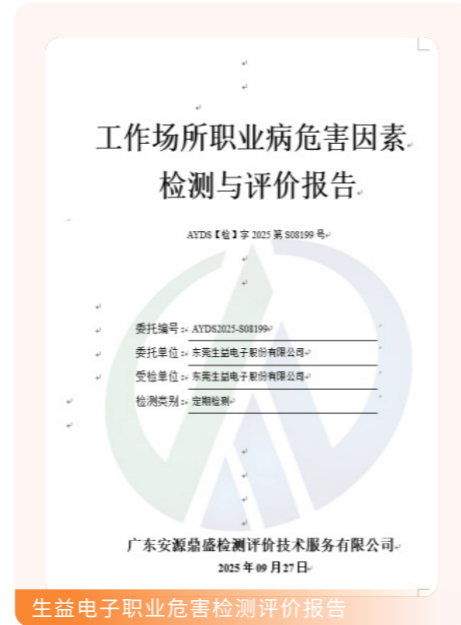 工作场所职业病危害因素
检测与评价报告
AYDS【检】字 2025 第 S08199 号
委托编号： AYDS2025-S08199
委托单位： 东莞生益电子股份有限公司
受检单位： 东莞生益电子股份有限公司
检测类别： 定期检测
广东安源鼎盛检测评价技术服务有限公司
2025 年 09 月 27 日
生益电子职业危害检测评价报告